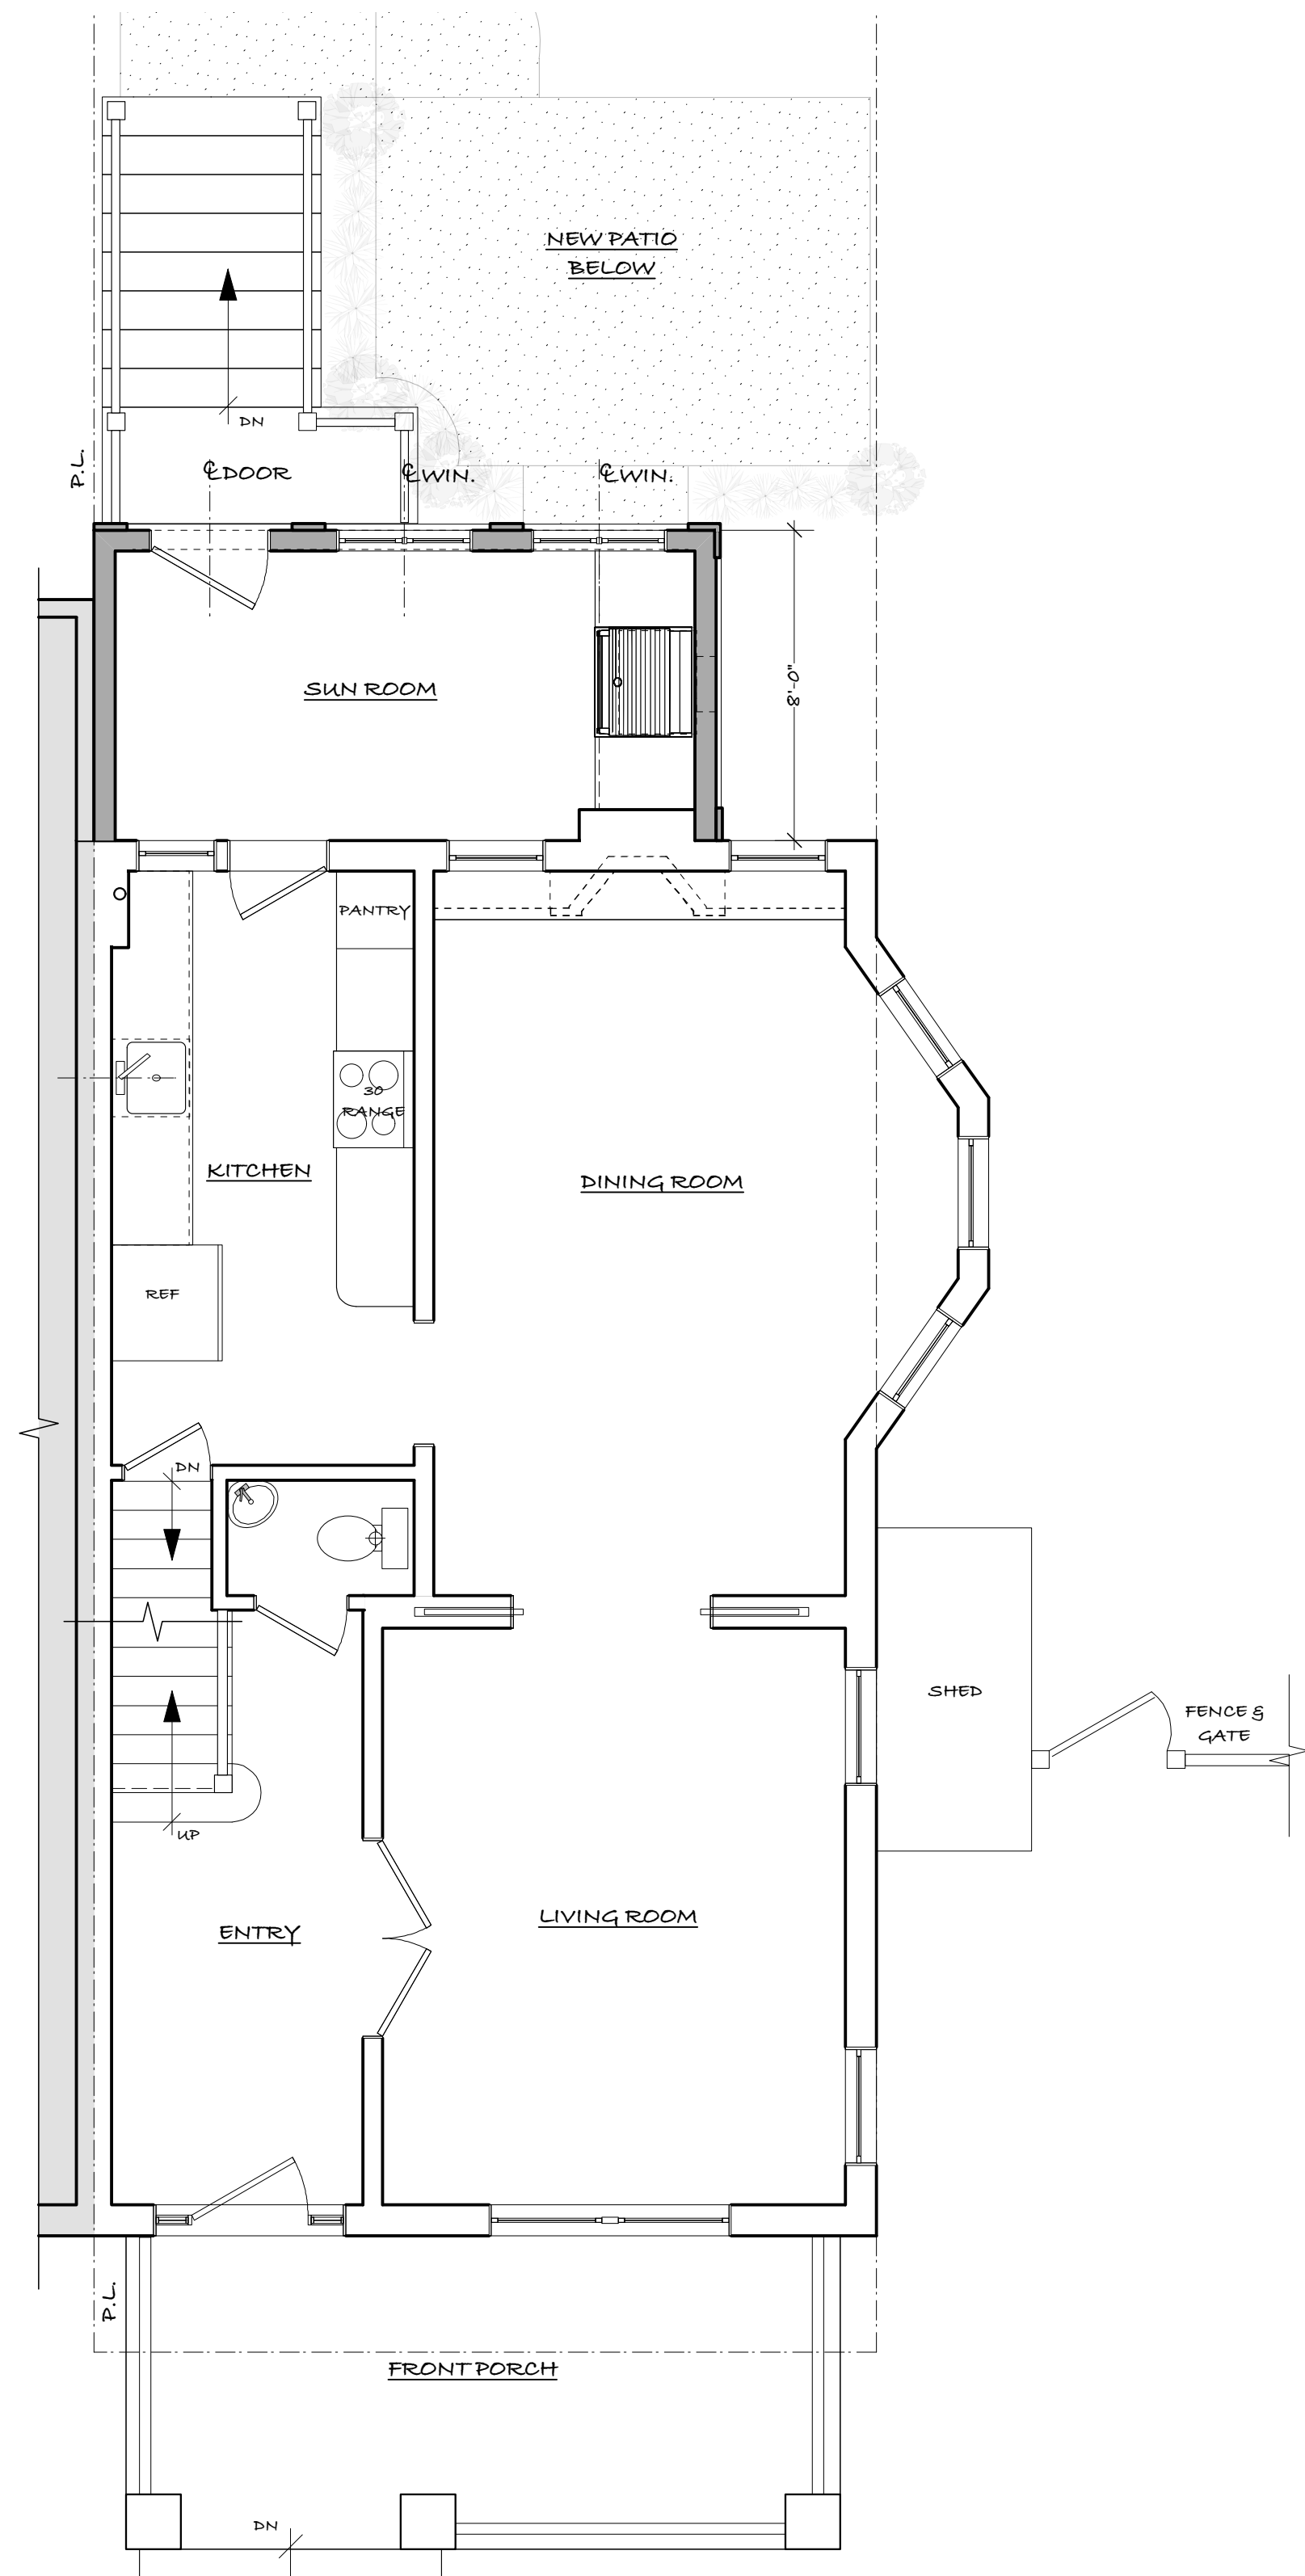 NEW PATIO
BELOW
DN
P.L.
℄ DOOR
℄ WIN.
℄ WIN.
SUN ROOM
8'-0"
PANTRY
30
RANGE
KITCHEN
DINING ROOM
REF
DN
SHED
FENCE &
GATE
UP
ENTRY
LIVING ROOM
P.L.
FRONT PORCH
DN